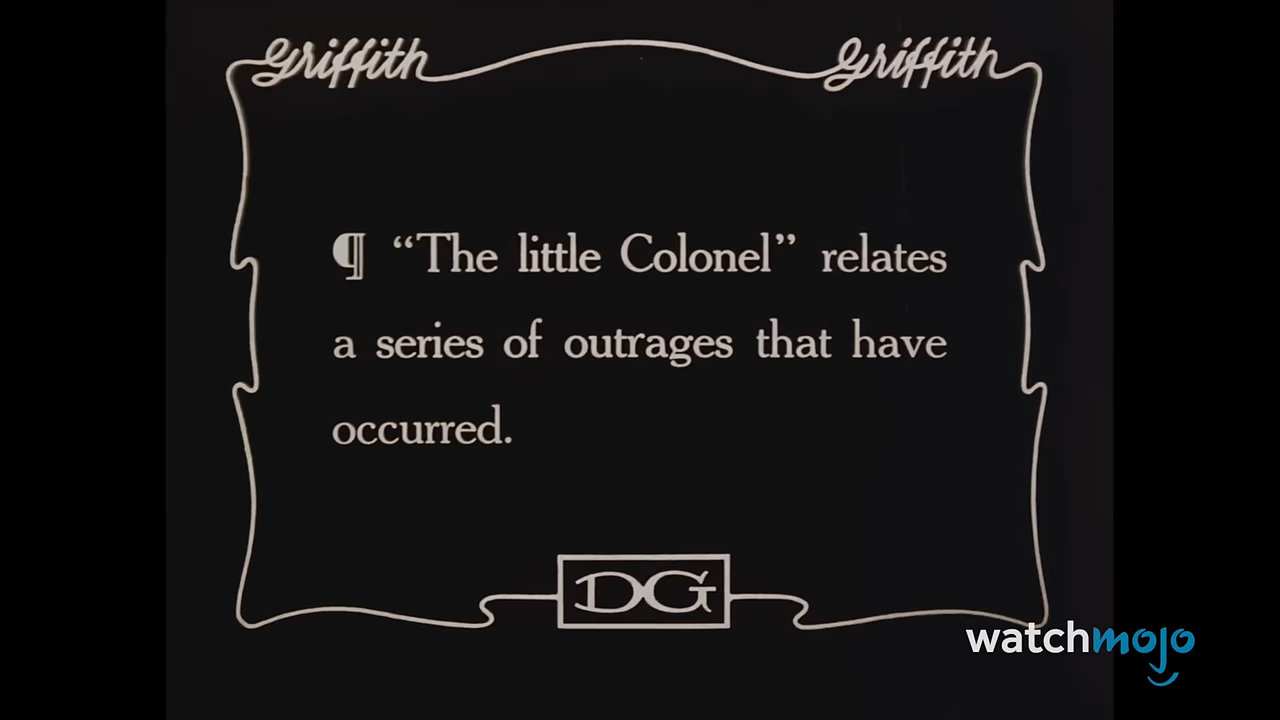 Griffith Griffith
¶ “The little Colonel” relates
a series of outrages that have
occurred.
DG
watchmojo